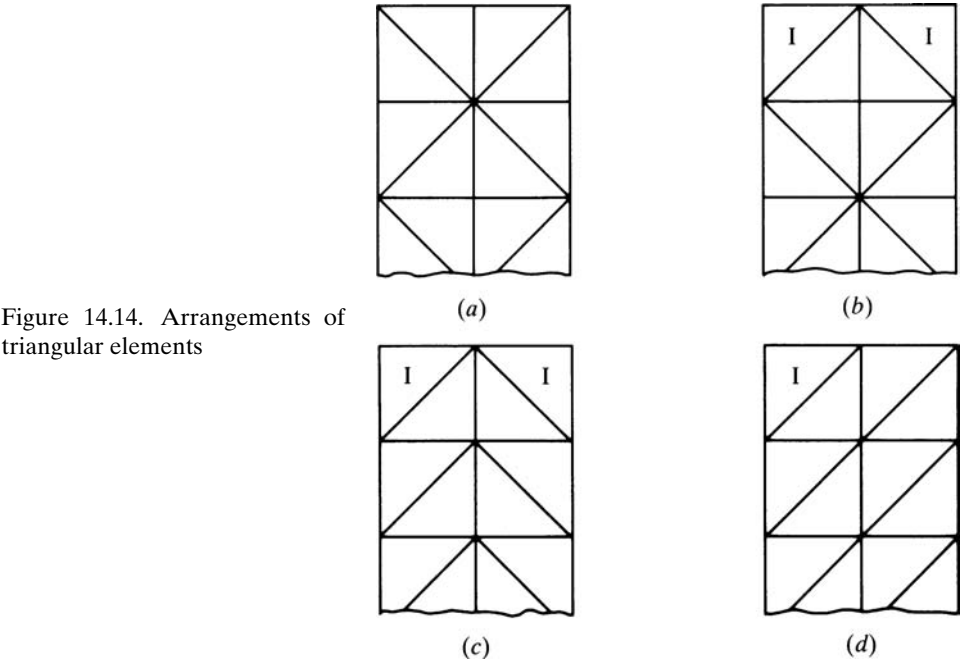 I I
(a) (b)
Figure 14.14. Arrangements of
triangular elements
I I I
(c) (d)